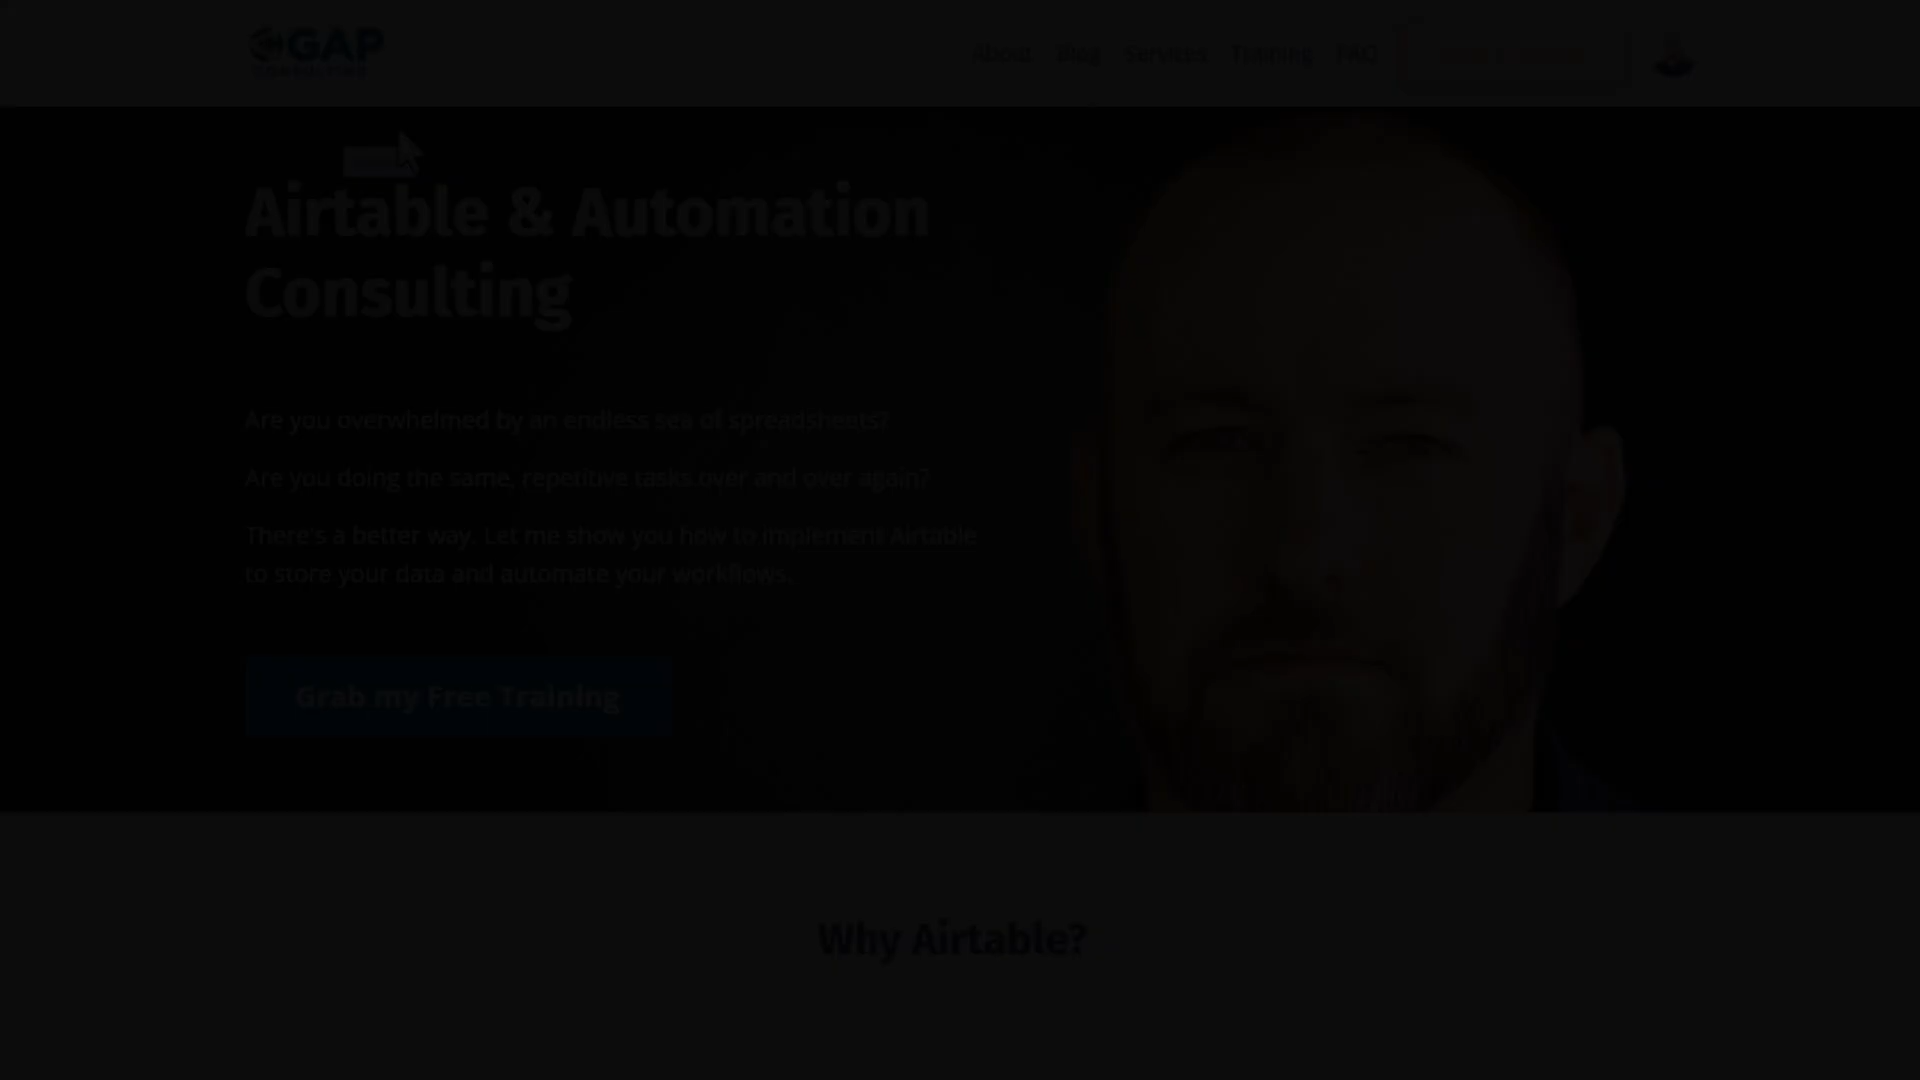 GAP
CONSULTING
About Blog Services Training FAQ
Airtable & Automation
Consulting
Are you overwhelmed by an endless sea of spreadsheets?
Are you doing the same, repetitive tasks over and over again?
There's a better way. Let me show you how to implement Airtable
to store your data and automate your workflows.
Grab my Free Training
Why Airtable?